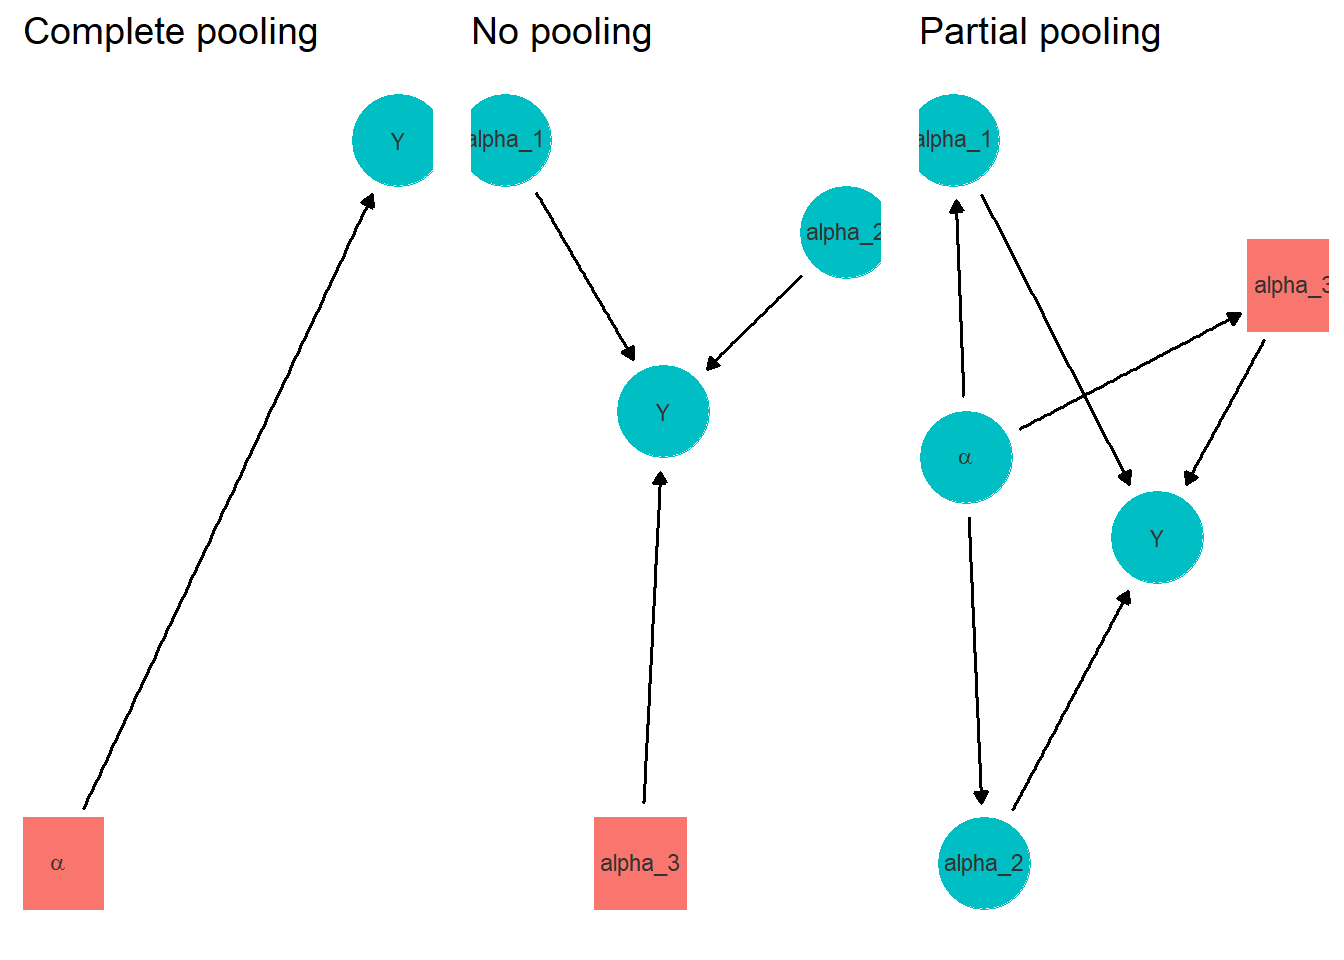 Complete pooling
Y
α
No pooling
alpha_1
alpha_2
Y
alpha_3
Partial pooling
alpha_1
alpha_3
α
Y
alpha_2